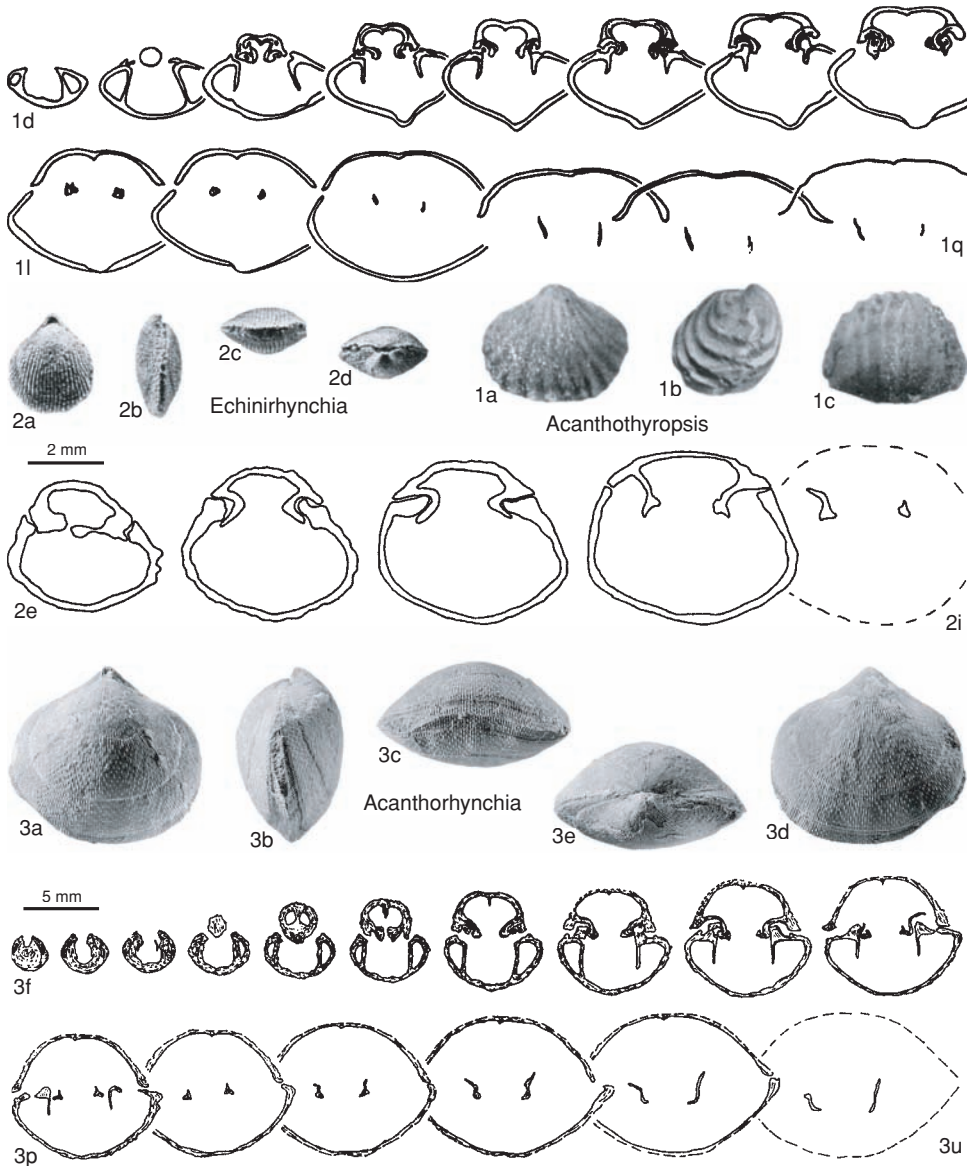 1d
1l
1q
2a
2b
2c
2d
Echinirhynchia
1a
1b
1c
Acanthothyropsis
2 mm
2e
2i
3a
3b
3c
Acanthorhynchia
3e
3d
5 mm
3f
3p
3u